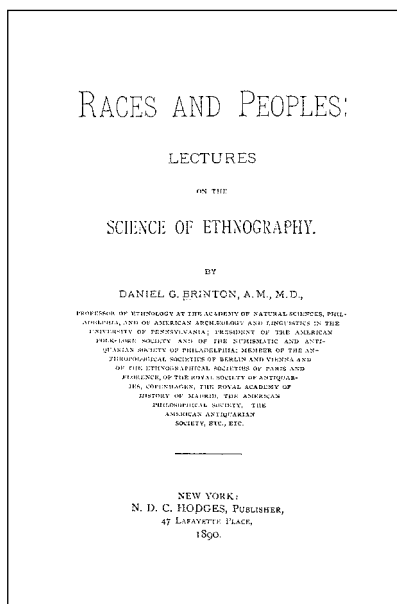 RACES AND PEOPLES:
LECTURES
ON THE
SCIENCE OF ETHNOGRAPHY.
BY
DANIEL G. BRINTON, A.M., M.D.,
PROFESSOR OF ETHNOLOGY AT THE ACADEMY OF NATURAL SCIENCES, PHIL-
ADELPHIA, AND OF AMERICAN ARCHÆOLOGY AND LINGUISTICS IN THE
UNIVERSITY OF PENNSYLVANIA; PRESIDENT OF THE AMERICAN
FOLK-LORE SOCIETY AND OF THE NUMISMATIC AND ANTI-
QUARIAN SOCIETY OF PHILADELPHIA; MEMBER OF THE AN-
THROPOLOGICAL SOCIETIES OF BERLIN AND VIENNA AND
OF THE ETHNOGRAPHICAL SOCIETIES OF PARIS AND
FLORENCE, OF THE ROYAL SOCIETY OF ANTIQUAR-
IES, COPENHAGEN, THE ROYAL ACADEMY OF
HISTORY OF MADRID, THE AMERICAN
PHILOSOPHICAL SOCIETY, THE
AMERICAN ANTIQUARIAN
SOCIETY, ETC., ETC.
NEW YORK:
N. D. C. HODGES, PUBLISHER,
47 LAFAYETTE PLACE,
1890.